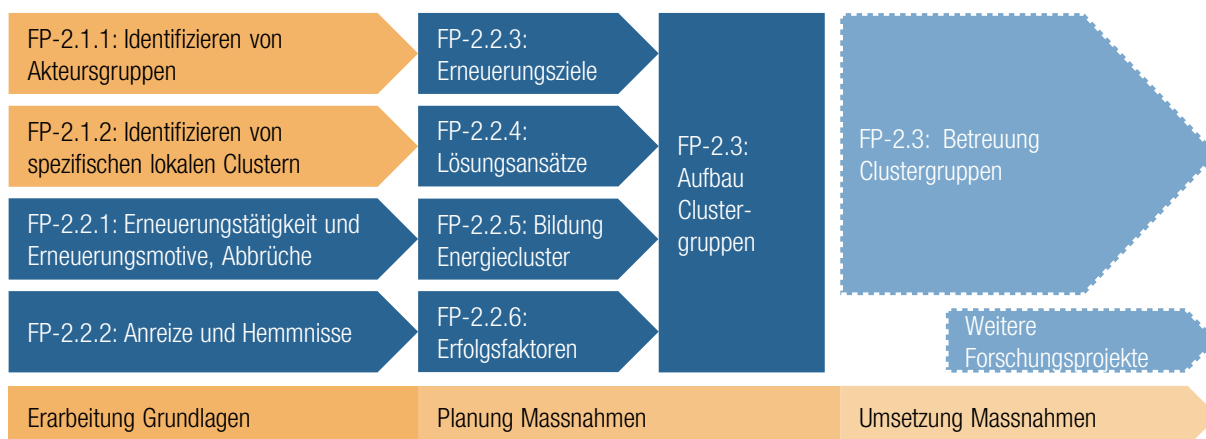 FP-2.1.1: Identifizieren von
Akteursgruppen
FP-2.1.2: Identifizieren von
spezifischen lokalen Clustern
FP-2.2.1: Erneuerungstätigkeit und
Erneuerungsmotive, Abbrüche
FP-2.2.2: Anreize und Hemmnisse
FP-2.2.3:
Erneuerungsziele
FP-2.2.4:
Lösungsansätze
FP-2.2.5: Bildung
Energiecluster
FP-2.2.6:
Erfolgsfaktoren
FP-2.3:
Aufbau
Cluster-
gruppen
FP-2.3: Betreuung
Clustergruppen
Weitere
Forschungsprojekte
Erarbeitung Grundlagen
Planung Massnahmen
Umsetzung Massnahmen